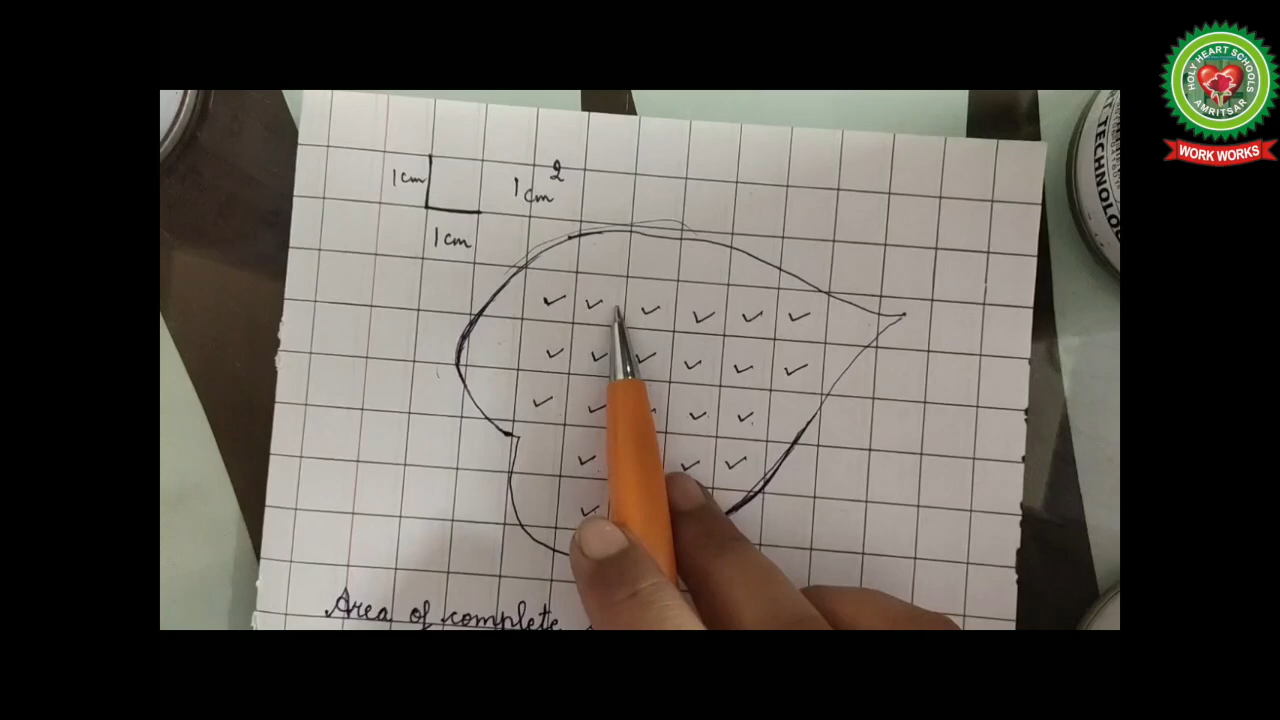 HOLY HEART SCHOOLS
AMRITSAR
WORK WORKS
TECHNOLO
1cm
1cm²
1cm
Area of complete